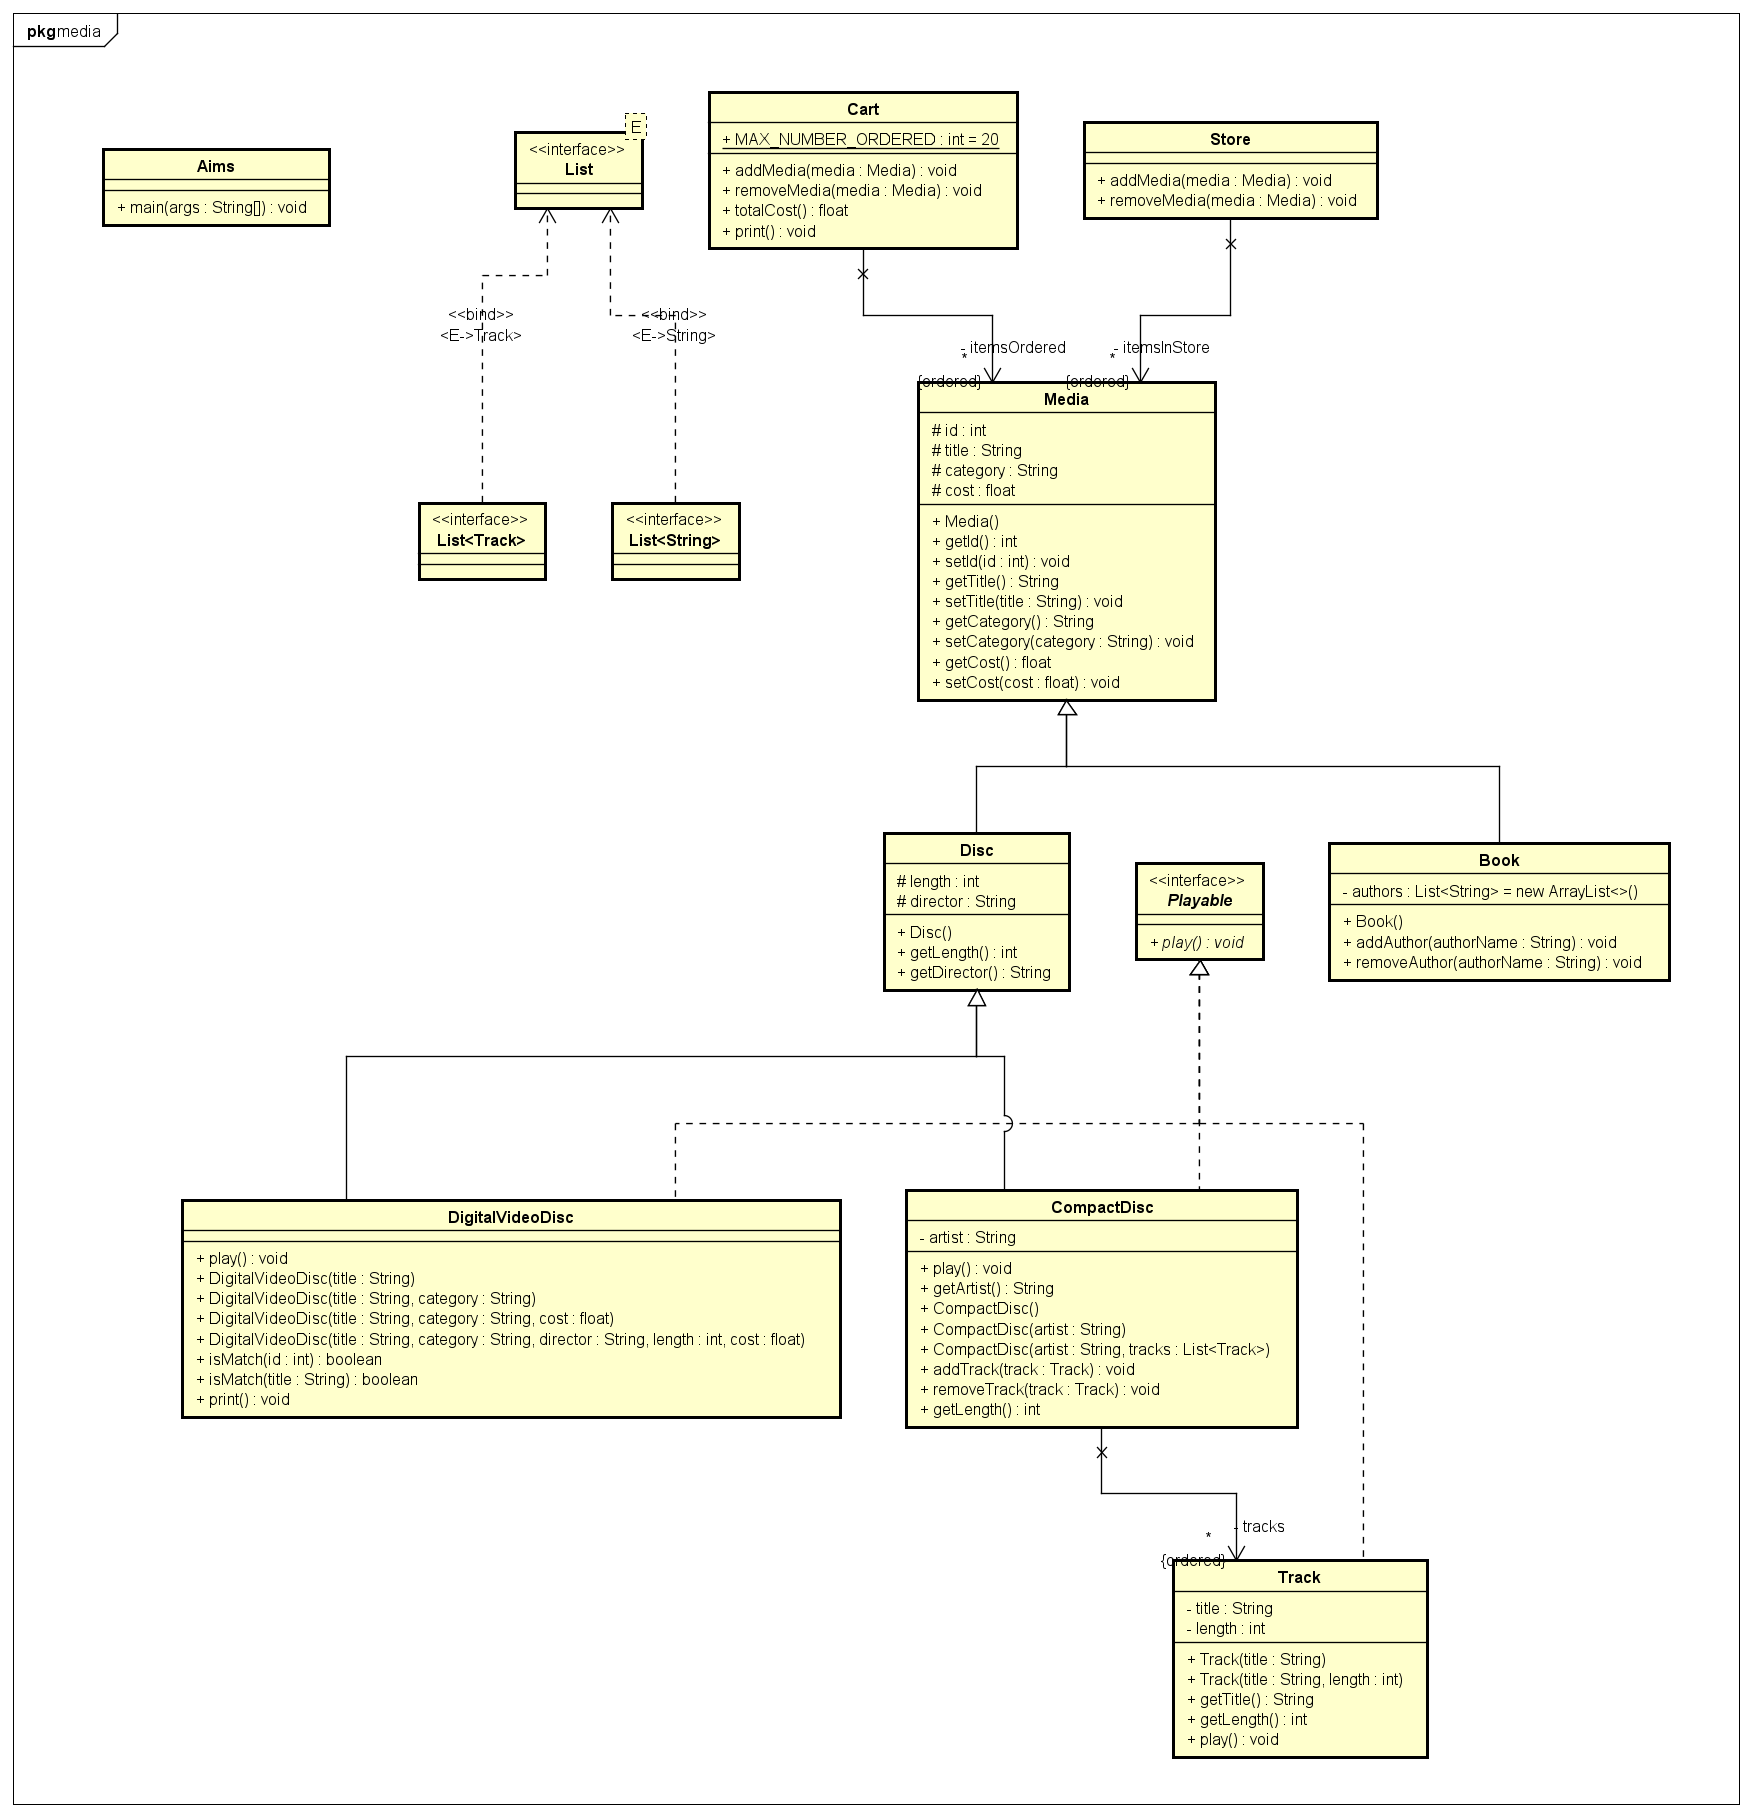 pkg media
Aims
+ main(args : String[]) : void
E
<<interface>>
List
Cart
+ MAX_NUMBER_ORDERED : int = 20
+ addMedia(media : Media) : void
+ removeMedia(media : Media) : void
+ totalCost() : float
+ print() : void
Store
+ addMedia(media : Media) : void
+ removeMedia(media : Media) : void
<<bind>>
<E->Track>
<<bind>>
<E->String>
- itemsOrdered
*
{ordered}
- itemsInStore
*
{ordered}
<<interface>>
List<Track>
<<interface>>
List<String>
Media
# id : int
# title : String
# category : String
# cost : float
+ Media()
+ getId() : int
+ setId(id : int) : void
+ getTitle() : String
+ setTitle(title : String) : void
+ getCategory() : String
+ setCategory(category : String) : void
+ getCost() : float
+ setCost(cost : float) : void
Disc
# length : int
# director : String
+ Disc()
+ getLength() : int
+ getDirector() : String
<<interface>>
Playable
+ play() : void
Book
- authors : List<String> = new ArrayList<>()
+ Book()
+ addAuthor(authorName : String) : void
+ removeAuthor(authorName : String) : void
DigitalVideoDisc
+ play() : void
+ DigitalVideoDisc(title : String)
+ DigitalVideoDisc(title : String, category : String)
+ DigitalVideoDisc(title : String, category : String, cost : float)
+ DigitalVideoDisc(title : String, category : String, director : String, length : int, cost : float)
+ isMatch(id : int) : boolean
+ isMatch(title : String) : boolean
+ print() : void
CompactDisc
- artist : String
+ play() : void
+ getArtist() : String
+ CompactDisc()
+ CompactDisc(artist : String)
+ CompactDisc(artist : String, tracks : List<Track>)
+ addTrack(track : Track) : void
+ removeTrack(track : Track) : void
+ getLength() : int
- tracks
*
{ordered}
Track
- title : String
- length : int
+ Track(title : String)
+ Track(title : String, length : int)
+ getTitle() : String
+ getLength() : int
+ play() : void